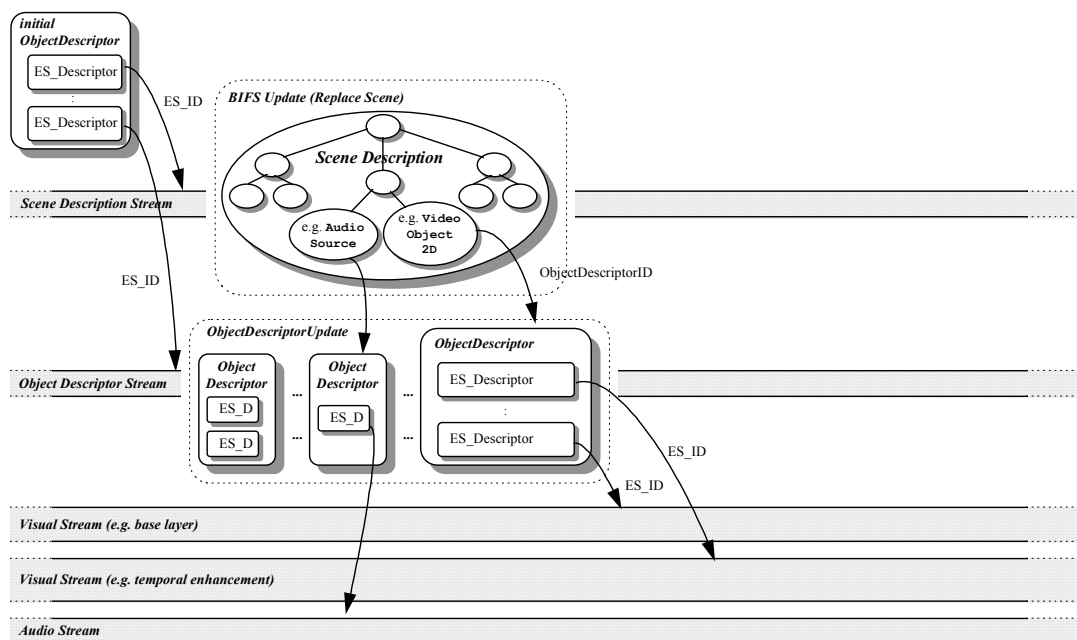 initial
ObjectDescriptor
ES_Descriptor
:
ES_Descriptor
ES_ID
BIFS Update (Replace Scene)
Scene Description
Scene Description Stream
e.g. Audio
Source
e.g. Video
Object
2D
ES_ID
ObjectDescriptorID
ObjectDescriptorUpdate
Object Descriptor Stream
Object
Descriptor
ES_D
ES_D
...
...
Object
Descriptor
ES_D
...
...
ObjectDescriptor
ES_Descriptor
:
ES_Descriptor
ES_ID
ES_ID
Visual Stream (e.g. base layer)
Visual Stream (e.g. temporal enhancement)
Audio Stream